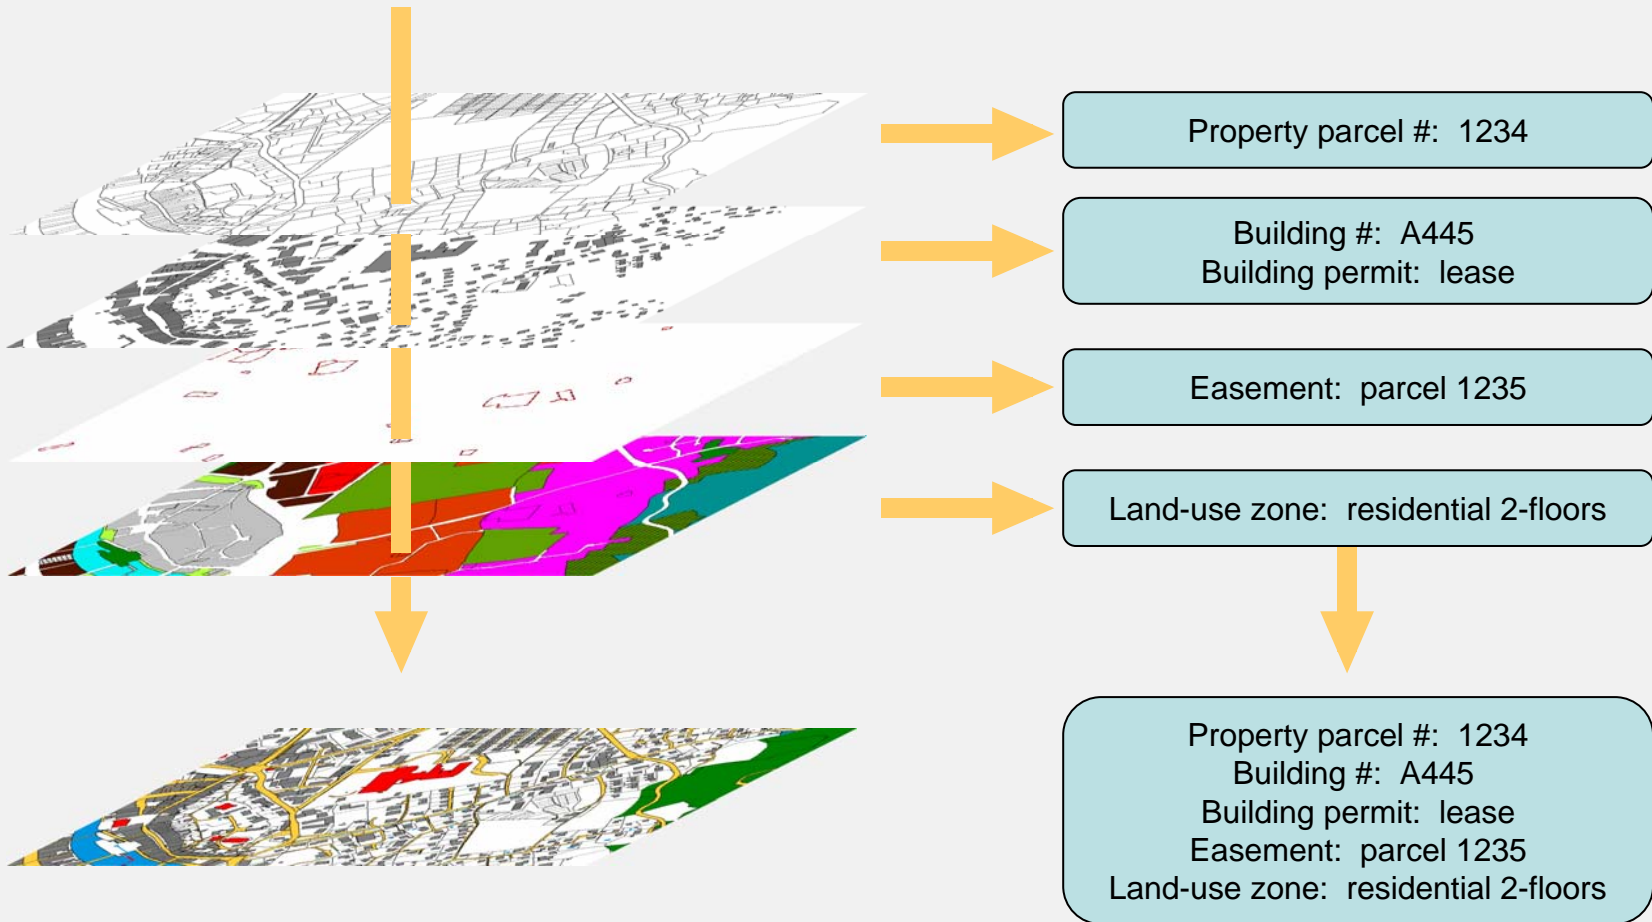 Property parcel #: 1234
Building #: A445
Building permit: lease
Easement: parcel 1235
Land-use zone: residential 2-floors
Property parcel #: 1234
Building #: A445
Building permit: lease
Easement: parcel 1235
Land-use zone: residential 2-floors